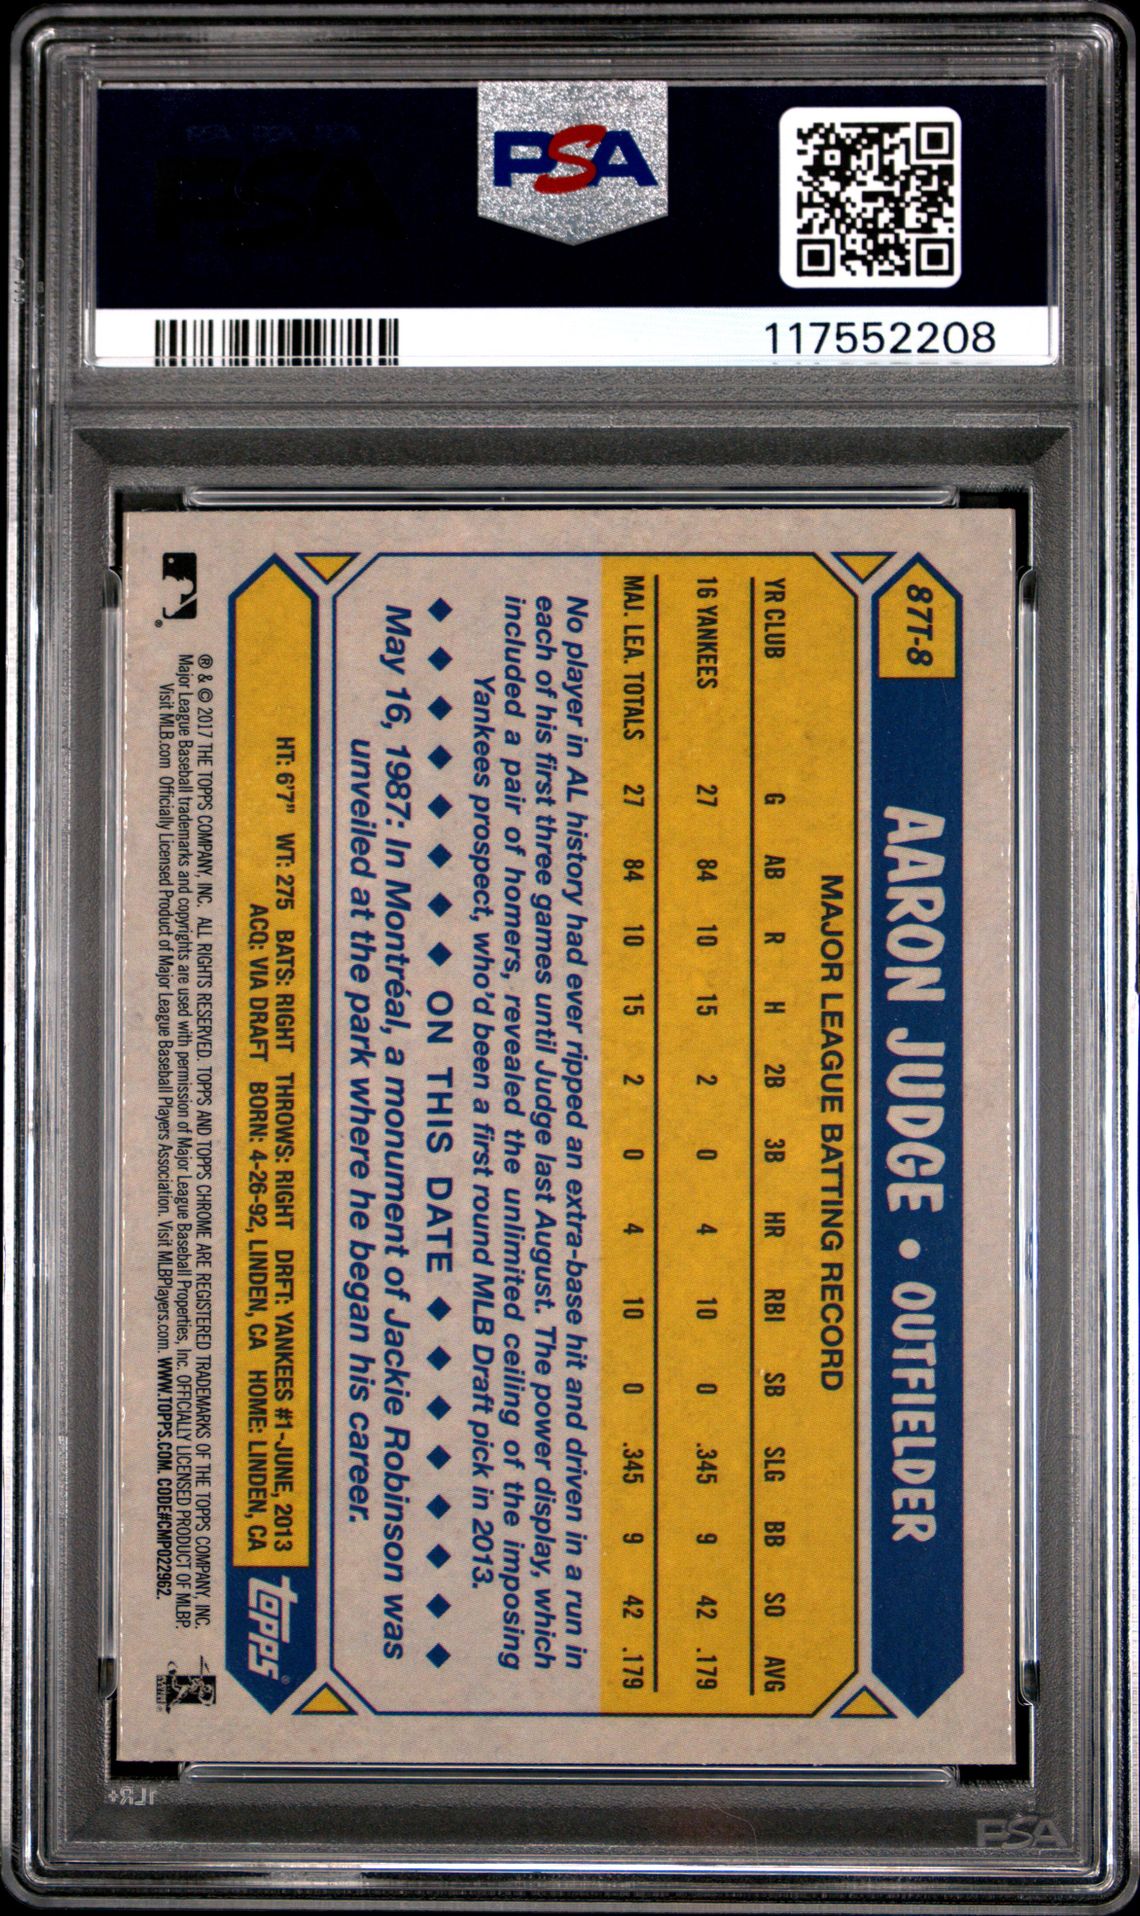 PSA
117552208
87T-8
AARON JUDGE • OUTFIELDER
MAJOR LEAGUE BATTING RECORD
YR CLUB G AB R H 2B 3B HR RBI SB SLG BB SO AVG
16 YANKEES 27 84 10 15 2 0 4 10 0 .345 9 42 .179
MAJ. LEA. TOTALS 27 84 10 15 2 0 4 10 0 .345 9 42 .179
No player in AL history had ever ripped an extra-base hit and driven in a run in
each of his first three games until Judge last August. The power display, which
included a pair of homers, revealed the unlimited ceiling of the imposing
Yankees prospect, who'd been a first round MLB Draft pick in 2013.
◆ ◆ ◆ ◆ ◆ ◆ ◆ ◆ ON THIS DATE ◆ ◆ ◆ ◆ ◆ ◆ ◆ ◆
May 16, 1987: In Montréal, a monument of Jackie Robinson was
unveiled at the park where he began his career.
HT: 6'7" WT: 275 BATS: RIGHT THROWS: RIGHT DRFT: YANKEES #1-JUNE, 2013
ACQ: VIA DRAFT BORN: 4-26-92, LINDEN, CA HOME: LINDEN, CA
topps®
® & © 2017 THE TOPPS COMPANY, INC. ALL RIGHTS RESERVED. TOPPS AND TOPPS CHROME ARE REGISTERED TRADEMARKS OF THE TOPPS COMPANY, INC.
Major League Baseball trademarks and copyrights are used with permission of Major League Baseball Properties, Inc. OFFICIALLY LICENSED PRODUCT OF MLBP.
Visit MLB.com Officially Licensed Product of Major League Baseball Players Association. Visit MLBPlayers.com. WWW.TOPPS.COM. CODE#CMP022962.
PSA